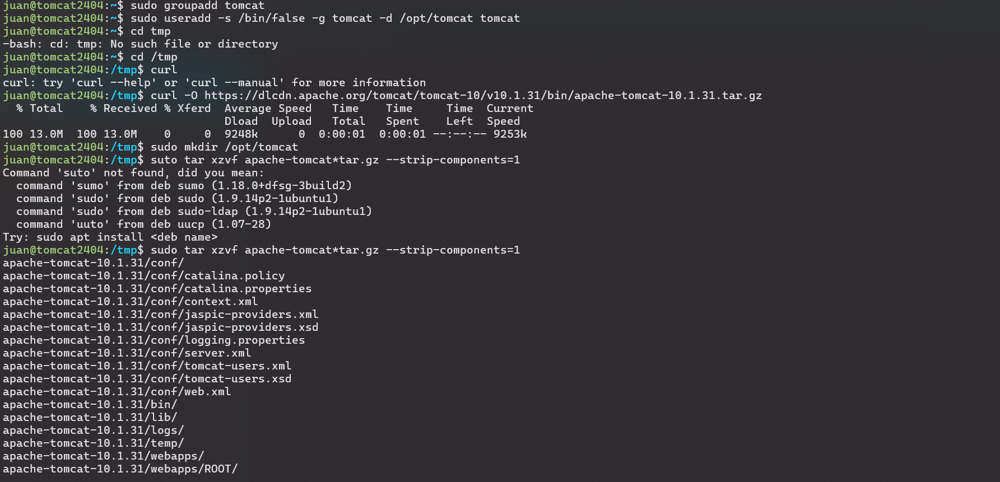 juan@tomcat2404:~$ sudo groupadd tomcat
juan@tomcat2404:~$ sudo useradd -s /bin/false -g tomcat -d /opt/tomcat tomcat
juan@tomcat2404:~$ cd tmp
-bash: cd: tmp: No such file or directory
juan@tomcat2404:~$ cd /tmp
juan@tomcat2404:/tmp$ curl
curl: try 'curl --help' or 'curl --manual' for more information
juan@tomcat2404:/tmp$ curl -O https://dlcdn.apache.org/tomcat/tomcat-10/v10.1.31/bin/apache-tomcat-10.1.31.tar.gz
  % Total    % Received % Xferd  Average Speed   Time    Time     Time  Current
                                 Dload  Upload   Total   Spent    Left  Speed
100 13.0M  100 13.0M    0     0  9248k      0  0:00:01  0:00:01 --:--:-- 9253k
juan@tomcat2404:/tmp$ sudo mkdir /opt/tomcat
juan@tomcat2404:/tmp$ suto tar xzvf apache-tomcat*tar.gz --strip-components=1
Command 'suto' not found, did you mean:
  command 'sumo' from deb sumo (1.18.0+dfsg-3build2)
  command 'sudo' from deb sudo (1.9.14p2-1ubuntu1)
  command 'sudo' from deb sudo-ldap (1.9.14p2-1ubuntu1)
  command 'uuto' from deb uucp (1.07-28)
Try: sudo apt install <deb name>
juan@tomcat2404:/tmp$ sudo tar xzvf apache-tomcat*tar.gz --strip-components=1
apache-tomcat-10.1.31/conf/
apache-tomcat-10.1.31/conf/catalina.policy
apache-tomcat-10.1.31/conf/catalina.properties
apache-tomcat-10.1.31/conf/context.xml
apache-tomcat-10.1.31/conf/jaspic-providers.xml
apache-tomcat-10.1.31/conf/jaspic-providers.xsd
apache-tomcat-10.1.31/conf/logging.properties
apache-tomcat-10.1.31/conf/server.xml
apache-tomcat-10.1.31/conf/tomcat-users.xml
apache-tomcat-10.1.31/conf/tomcat-users.xsd
apache-tomcat-10.1.31/conf/web.xml
apache-tomcat-10.1.31/bin/
apache-tomcat-10.1.31/lib/
apache-tomcat-10.1.31/logs/
apache-tomcat-10.1.31/temp/
apache-tomcat-10.1.31/webapps/
apache-tomcat-10.1.31/webapps/ROOT/